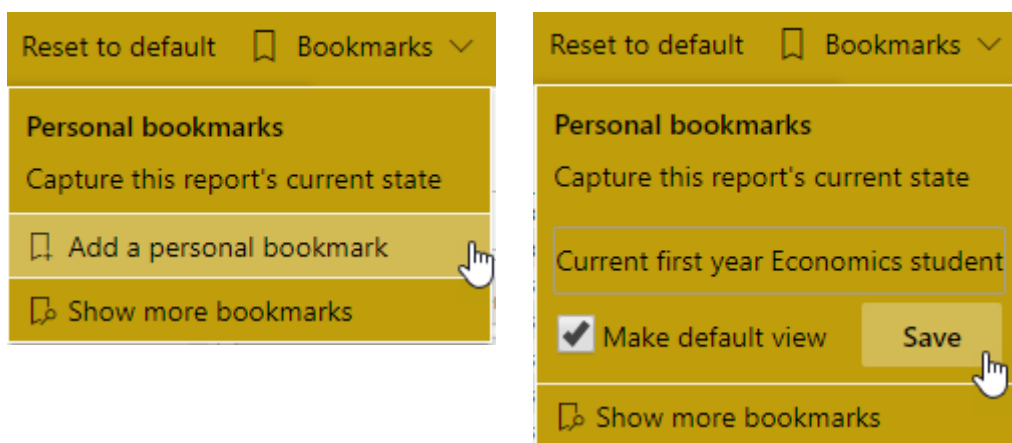 Reset to default Bookmarks
Personal bookmarks
Capture this report's current state
Add a personal bookmark
Show more bookmarks
Reset to default Bookmarks
Personal bookmarks
Capture this report's current state
Current first year Economics student
Make default view Save
Show more bookmarks